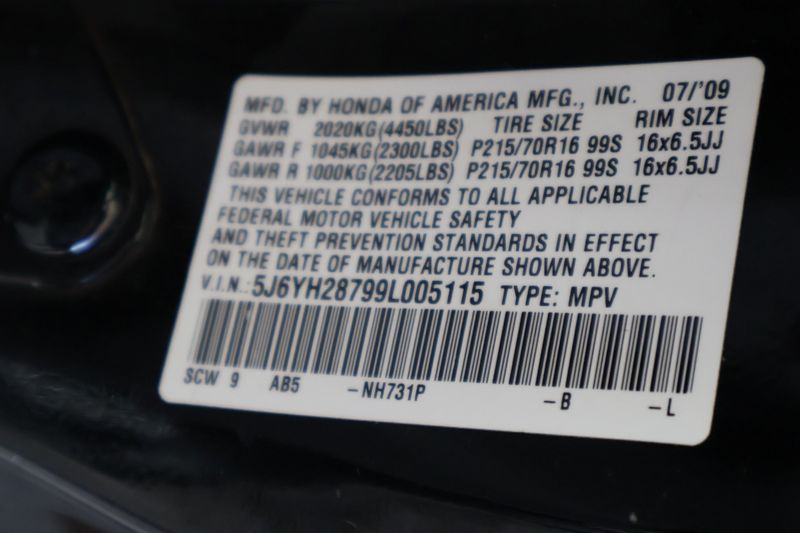 MFD. BY HONDA OF AMERICA MFG., INC. 07/'09
GVWR 2020KG(4450LBS) TIRE SIZE RIM SIZE
GAWR F 1045KG(2300LBS) P215/70R16 99S 16x6.5JJ
GAWR R 1000KG(2205LBS) P215/70R16 99S 16x6.5JJ
THIS VEHICLE CONFORMS TO ALL APPLICABLE
FEDERAL MOTOR VEHICLE SAFETY
AND THEFT PREVENTION STANDARDS IN EFFECT
ON THE DATE OF MANUFACTURE SHOWN ABOVE.
V.I.N.: 5J6YH28799L005115 TYPE: MPV
SCW 9 AB5 -NH731P -B -L